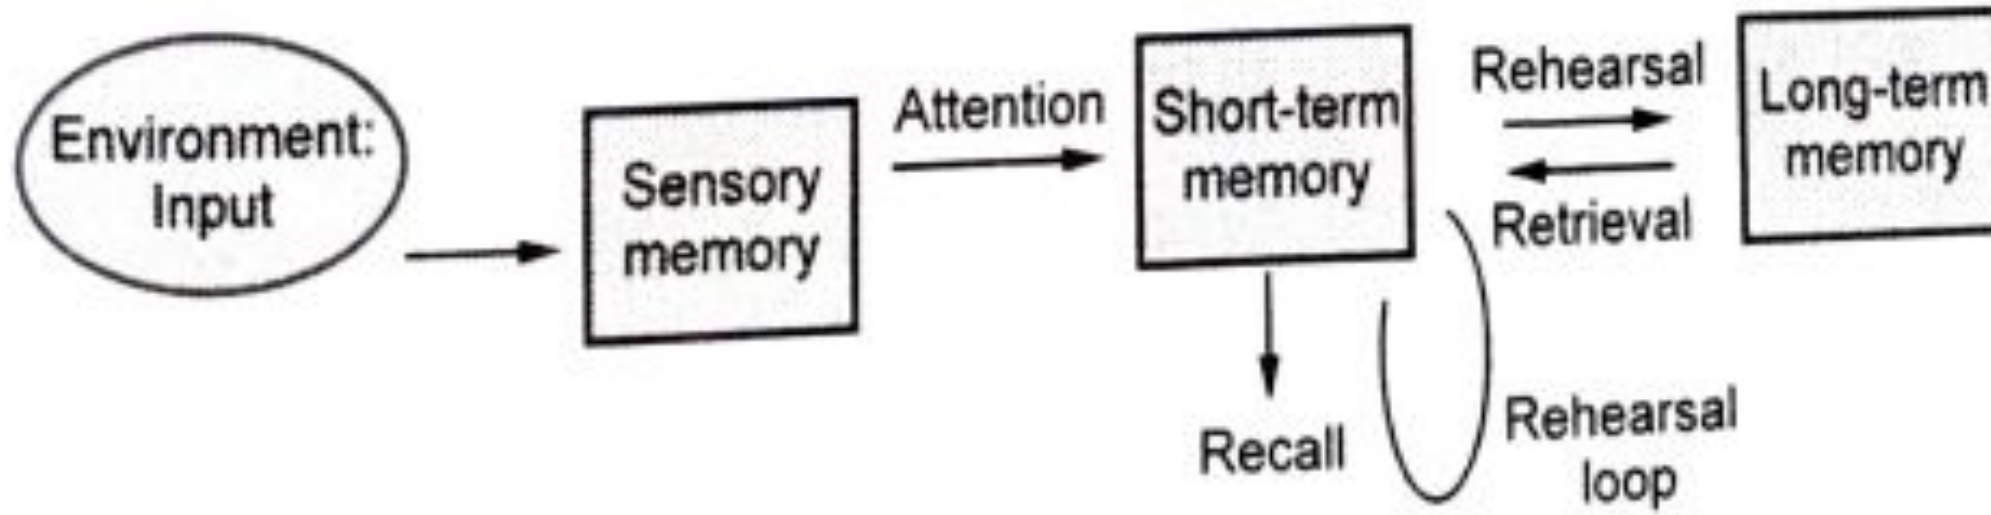 Environment:
Input
Sensory
memory
Attention
Short-term
memory
Rehearsal
Retrieval
Long-term
memory
Recall
Rehearsal
loop